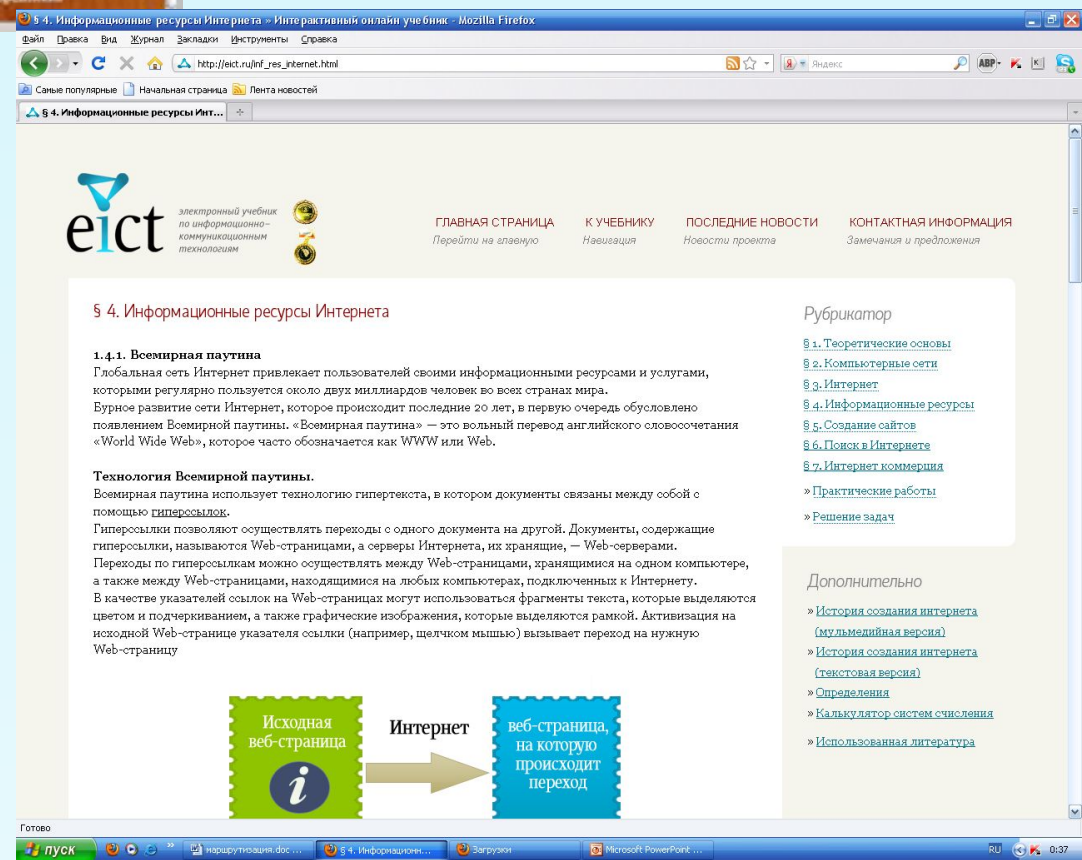 § 4. Информационные ресурсы Интернета » Интерактивный онлайн учебник - Mozilla Firefox
Файл Правка Вид Журнал Закладки Инструменты Справка
http://eict.ru/inf_res_internet.html
Яндекс
ABP
Самые популярные Начальная страница Лента новостей
§ 4. Информационные ресурсы Инт...
eict
электронный учебник
по информационно-
коммуникационным
технологиям
ГЛАВНАЯ СТРАНИЦА К УЧЕБНИКУ ПОСЛЕДНИЕ НОВОСТИ КОНТАКТНАЯ ИНФОРМАЦИЯ
Перейти на главную Навигация Новости проекта Замечания и предложения
§ 4. Информационные ресурсы Интернета
1.4.1. Всемирная паутина
Глобальная сеть Интернет привлекает пользователей своими информационными ресурсами и услугами,
которыми регулярно пользуется около двух миллиардов человек во всех странах мира.
Бурное развитие сети Интернет, которое происходит последние 20 лет, в первую очередь обусловлено
появлением Всемирной паутины. «Всемирная паутина» — это вольный перевод английского словосочетания
«World Wide Web», которое часто обозначается как WWW или Web.
Технология Всемирной паутины.
Всемирная паутина использует технологию гипертекста, в котором документы связаны между собой с
помощью гиперссылок.
Гиперссылки позволяют осуществлять переходы с одного документа на другой. Документы, содержащие
гиперссылки, называются Web-страницами, а серверы Интернета, их хранящие, — Web-серверами.
Переходы по гиперссылкам можно осуществлять между Web-страницами, хранящимися на одном компьютере,
а также между Web-страницами, находящимися на любых компьютерах, подключенных к Интернету.
В качестве указателей ссылок на Web-страницах могут использоваться фрагменты текста, которые выделяются
цветом и подчеркиванием, а также графические изображения, которые выделяются рамкой. Активизация на
исходной Web-странице указателя ссылки (например, щелчком мышью) вызывает переход на нужную
Web-страницу
Исходная
веб-страница
i
Интернет
веб-страница,
на которую
происходит
переход
Рубрикатор
§ 1. Теоретические основы
§ 2. Компьютерные сети
§ 3. Интернет
§ 4. Информационные ресурсы
§ 5. Создание сайтов
§ 6. Поиск в Интернете
§ 7. Интернет коммерция
» Практические работы
» Решение задач
Дополнительно
» История создания интернета
(мульмедийная версия)
» История создания интернета
(текстовая версия)
» Определения
» Калькулятор систем счисления
» Использованная литература
Готово
пуск маршрутизация.doc ... § 4. Информационн... Загрузки Microsoft PowerPoint ... RU 0:37